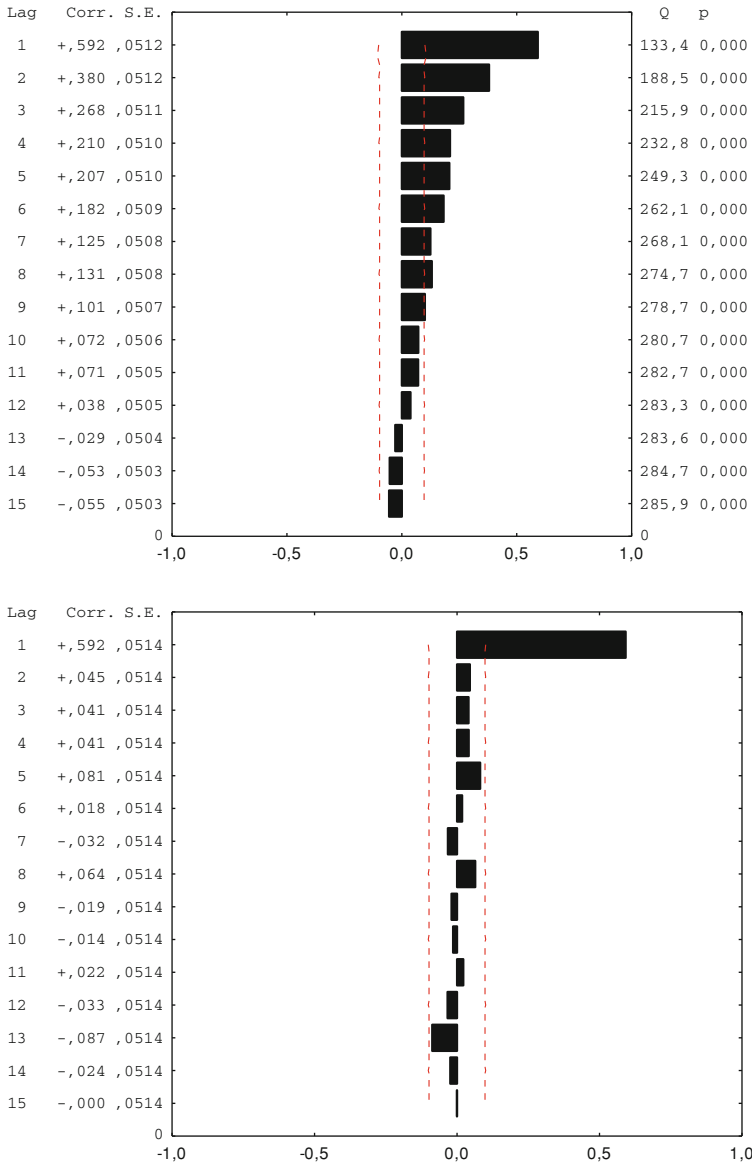 Lag Corr. S.E. Q p
1 +,592 ,0512 133,4 0,000
2 +,380 ,0512 188,5 0,000
3 +,268 ,0511 215,9 0,000
4 +,210 ,0510 232,8 0,000
5 +,207 ,0510 249,3 0,000
6 +,182 ,0509 262,1 0,000
7 +,125 ,0508 268,1 0,000
8 +,131 ,0508 274,7 0,000
9 +,101 ,0507 278,7 0,000
10 +,072 ,0506 280,7 0,000
11 +,071 ,0505 282,7 0,000
12 +,038 ,0505 283,3 0,000
13 -,029 ,0504 283,6 0,000
14 -,053 ,0503 284,7 0,000
15 -,055 ,0503 285,9 0,000
0 0
-1,0 -0,5 0,0 0,5 1,0
Lag Corr. S.E.
1 +,592 ,0514
2 +,045 ,0514
3 +,041 ,0514
4 +,041 ,0514
5 +,081 ,0514
6 +,018 ,0514
7 -,032 ,0514
8 +,064 ,0514
9 -,019 ,0514
10 -,014 ,0514
11 +,022 ,0514
12 -,033 ,0514
13 -,087 ,0514
14 -,024 ,0514
15 -,000 ,0514
0
-1,0 -0,5 0,0 0,5 1,0